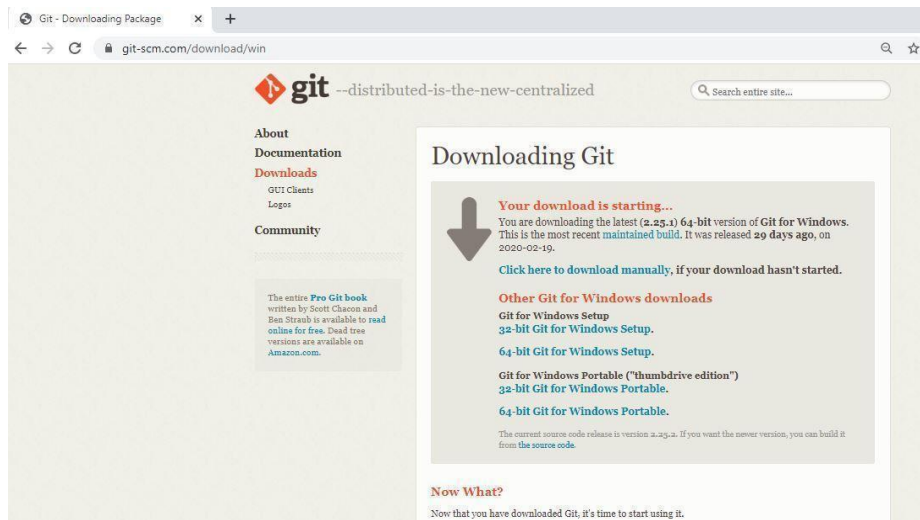 Git - Downloading Package
git-scm.com/download/win
git --distributed-is-the-new-centralized
Search entire site...
About
Documentation
Downloads
GUI Clients
Logos
Community
The entire Pro Git book
written by Scott Chacon and
Ben Straub is available to read
online for free. Dead tree
versions are available on
Amazon.com.
Downloading Git
Your download is starting...
You are downloading the latest (2.25.1) 64-bit version of Git for Windows.
This is the most recent maintained build. It was released 29 days ago, on
2020-02-19.
Click here to download manually, if your download hasn't started.
Other Git for Windows downloads
Git for Windows Setup
32-bit Git for Windows Setup.
64-bit Git for Windows Setup.
Git for Windows Portable ("thumbdrive edition")
32-bit Git for Windows Portable.
64-bit Git for Windows Portable.
The current source code release is version 2.25.2. If you want the newer version, you can build it
from the source code.
Now What?
Now that you have downloaded Git, it's time to start using it.